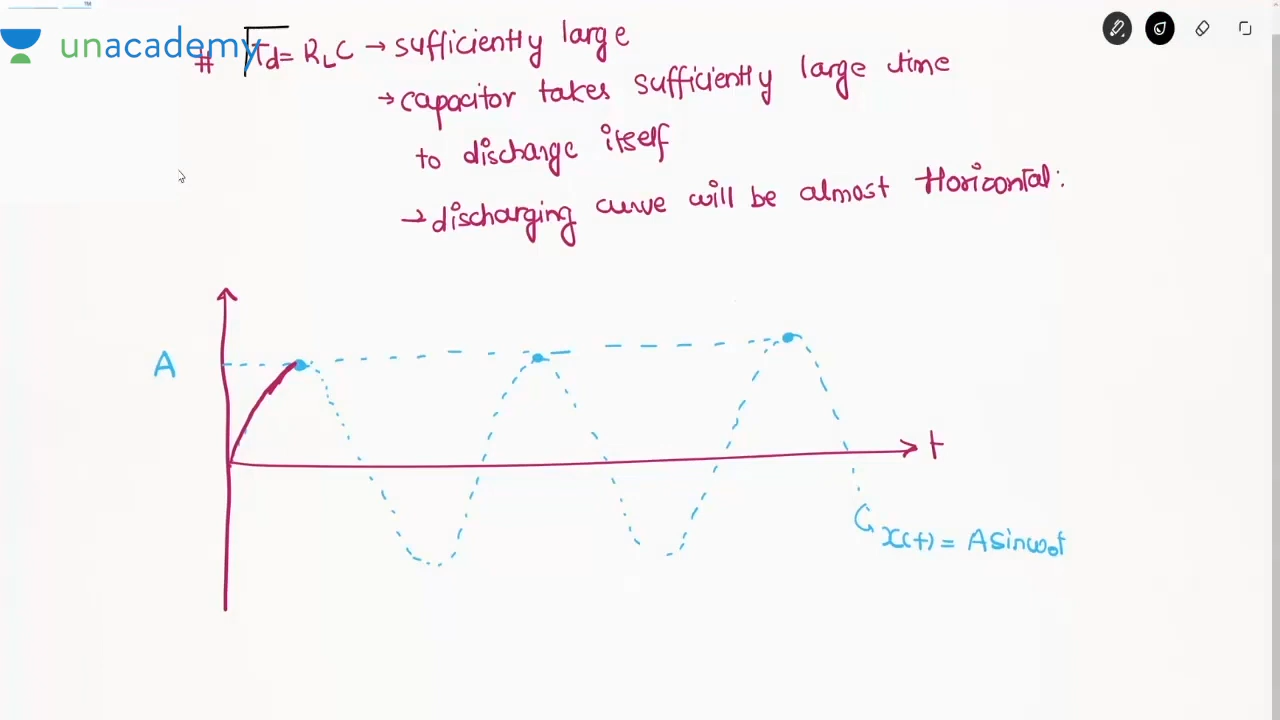 unacademy
# τd = RLC → sufficiently large
→ capacitor takes sufficiently large time
to discharge itself
→ discharging curve will be almost Horizontal:
A
t
x(t) = A sinω₀t